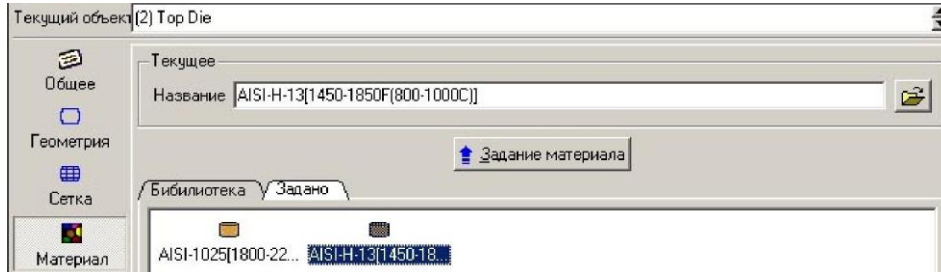 Текущий объект (2) Top Die
Общее
Геометрия
Сетка
Материал
Текущее
Название AISI-H-13[1450-1850F(800-1000C)]
Задание материала
Бибилиотека Задано
AISI-1025[1800-22... AISI-H-13[1450-18...